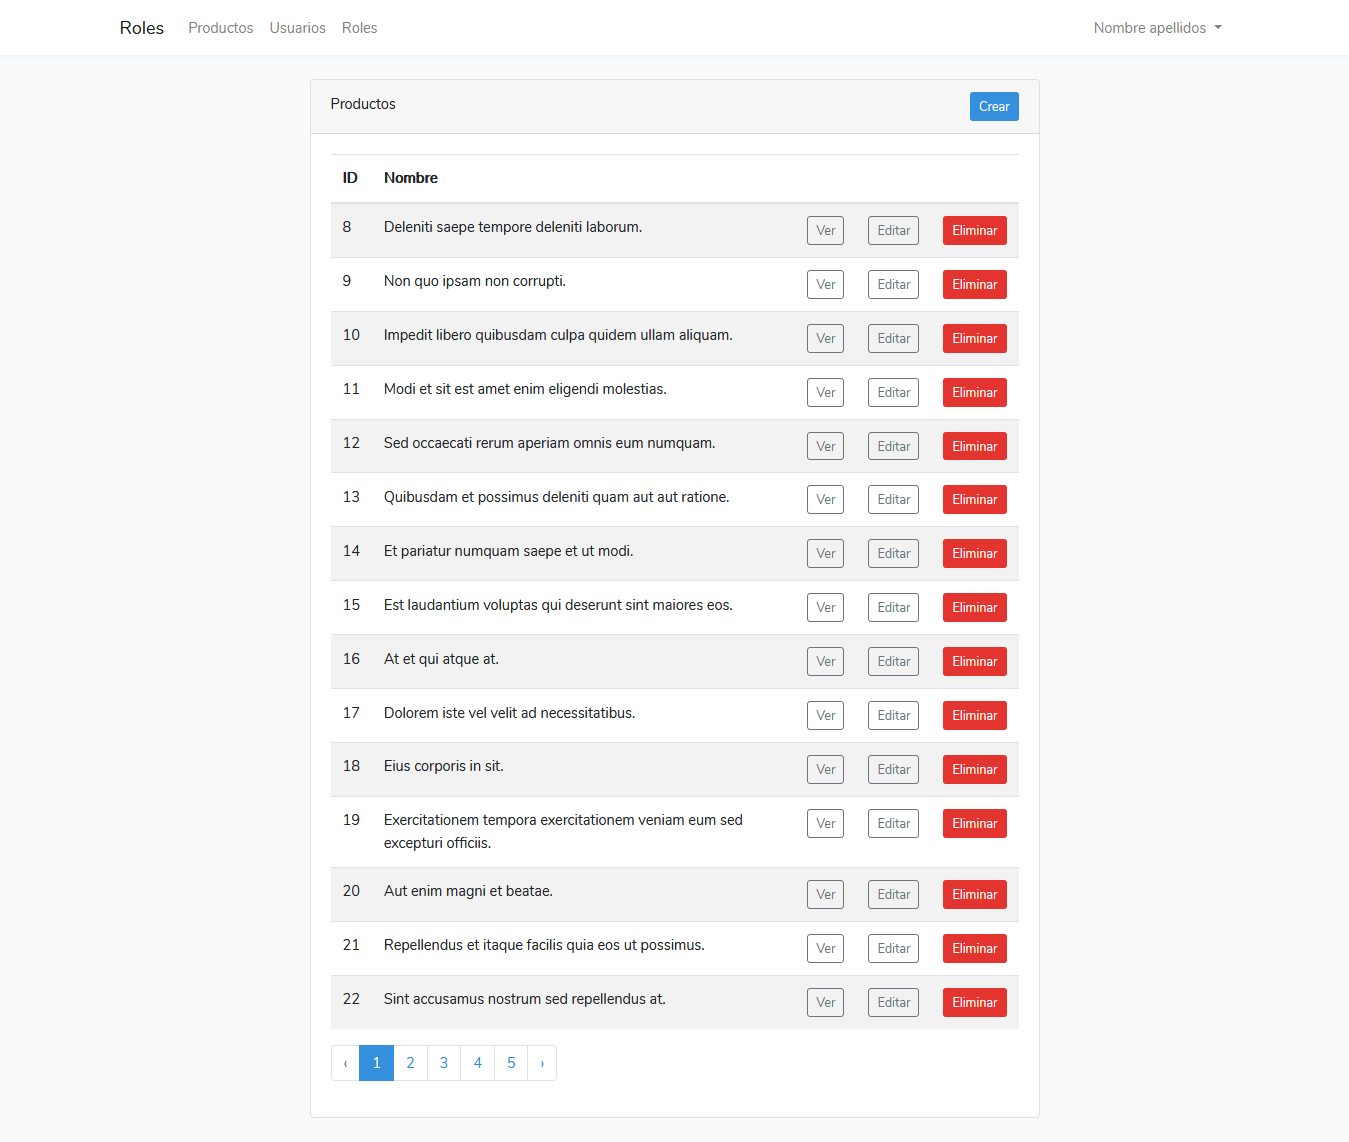 Roles Productos Usuarios Roles Nombre apellidos
Productos Crear
ID Nombre
8 Deleniti saepe tempore deleniti laborum. Ver Editar Eliminar
9 Non quo ipsam non corrupti. Ver Editar Eliminar
10 Impedit libero quibusdam culpa quidem ullam aliquam. Ver Editar Eliminar
11 Modi et sit est amet enim eligendi molestias. Ver Editar Eliminar
12 Sed occaecati rerum aperiam omnis eum numquam. Ver Editar Eliminar
13 Quibusdam et possimus deleniti quam aut aut ratione. Ver Editar Eliminar
14 Et pariatur numquam saepe et ut modi. Ver Editar Eliminar
15 Est laudantium voluptas qui deserunt sint maiores eos. Ver Editar Eliminar
16 At et qui atque at. Ver Editar Eliminar
17 Dolorem iste vel velit ad necessitatibus. Ver Editar Eliminar
18 Eius corporis in sit. Ver Editar Eliminar
19 Exercitationem tempora exercitationem veniam eum sed Ver Editar Eliminar
excepturi officiis.
20 Aut enim magni et beatae. Ver Editar Eliminar
21 Repellendus et itaque facilis quia eos ut possimus. Ver Editar Eliminar
22 Sint accusamus nostrum sed repellendus at. Ver Editar Eliminar
‹ 1 2 3 4 5 ›